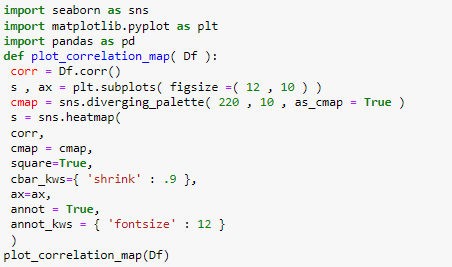 import seaborn as sns
import matplotlib.pyplot as plt
import pandas as pd
def plot_correlation_map( Df ):
 corr = Df.corr()
 s , ax = plt.subplots( figsize =( 12 , 10 ) )
 cmap = sns.diverging_palette( 220 , 10 , as_cmap = True )
 s = sns.heatmap(
 corr,
 cmap = cmap,
 square=True,
 cbar_kws={ 'shrink' : .9 },
 ax=ax,
 annot = True,
 annot_kws = { 'fontsize' : 12 }
 )
plot_correlation_map(Df)